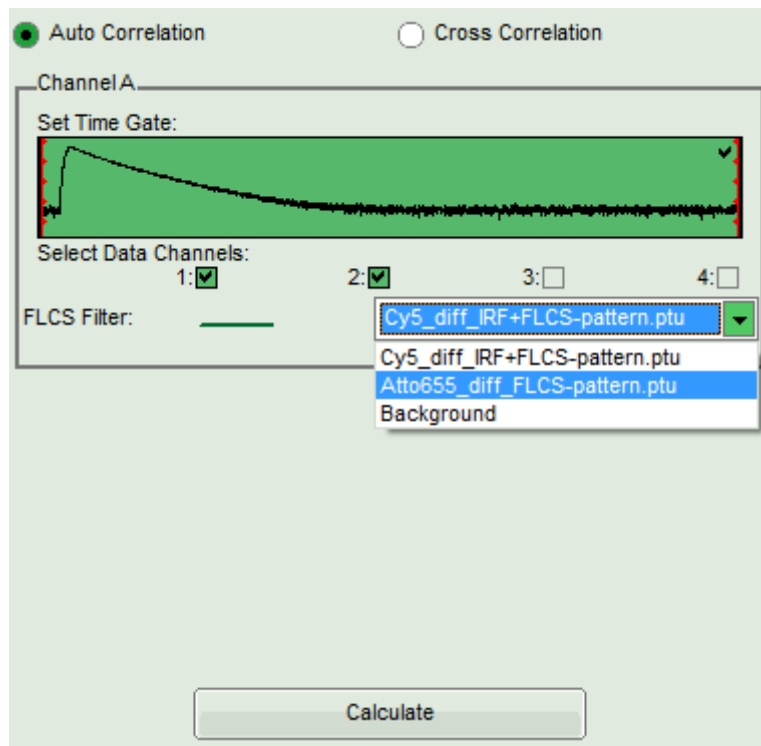 Auto Correlation Cross Correlation
Channel A
Set Time Gate:
Select Data Channels:
1: 2: 3: 4:
FLCS Filter: Cy5_diff_IRF+FLCS-pattern.ptu
Cy5_diff_IRF+FLCS-pattern.ptu
Atto655_diff_FLCS-pattern.ptu
Background
Calculate